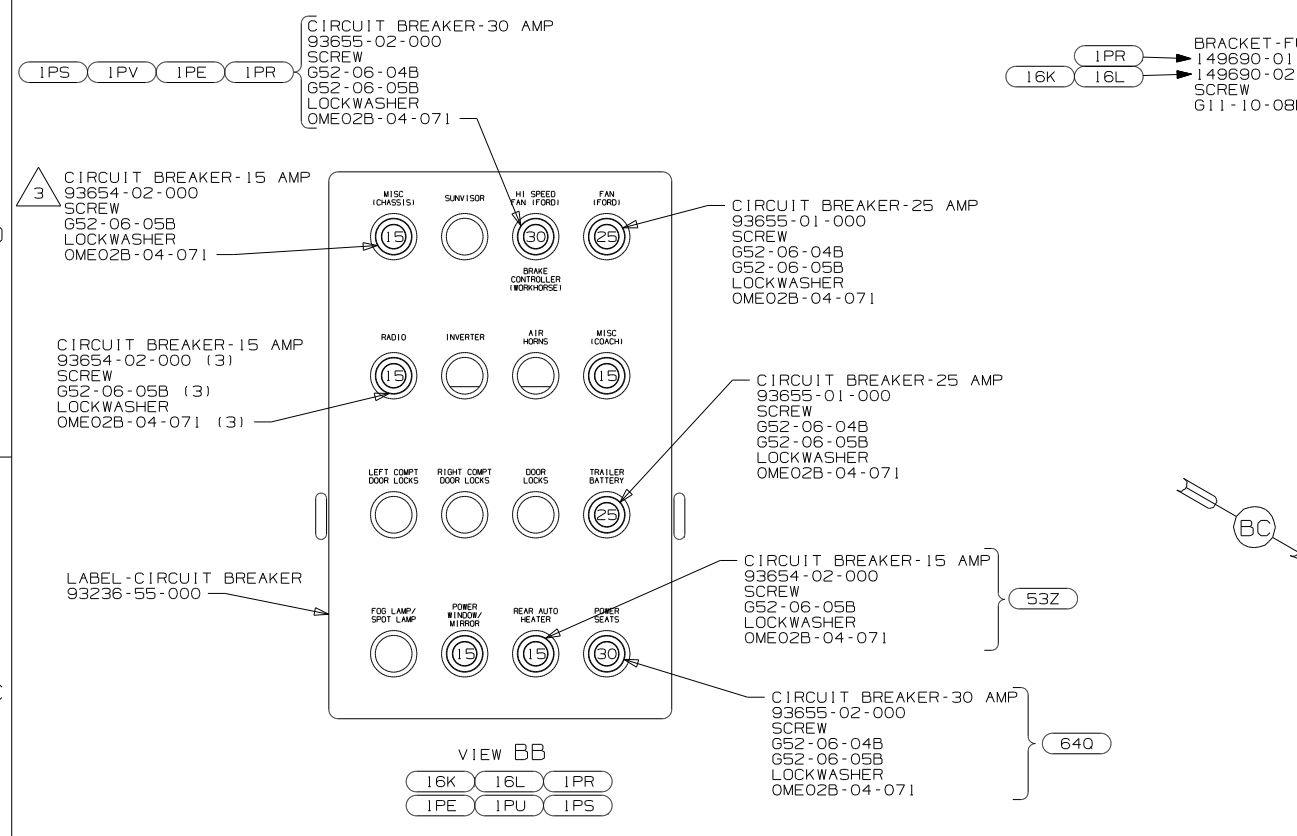 CIRCUIT BREAKER-30 AMP
93655-02-000
SCREW
G52-06-04B
G52-06-05B
LOCKWASHER
OME02B-04-071
1PS 1PV 1PE 1PR
1PR
16K 16L
149690-01
149690-02
SCREW
3
CIRCUIT BREAKER-15 AMP
93654-02-000
SCREW
G52-06-05B
LOCKWASHER
OME02B-04-071
MISC (CHASSIS)
SUNVISOR
HI SPEED FAN (FORD)
FAN (FORD)
15
30
25
BRAKE CONTROLLER (WORKHORSE)
CIRCUIT BREAKER-25 AMP
93655-01-000
SCREW
G52-06-04B
G52-06-05B
LOCKWASHER
OME02B-04-071
CIRCUIT BREAKER-15 AMP
93654-02-000 (3)
SCREW
G52-06-05B (3)
LOCKWASHER
OME02B-04-071 (3)
RADIO
INVERTER
AIR HORNS
MISC (COACH)
15
15
CIRCUIT BREAKER-25 AMP
93655-01-000
SCREW
G52-06-04B
G52-06-05B
LOCKWASHER
OME02B-04-071
LEFT COMPT DOOR LOCKS
RIGHT COMPT DOOR LOCKS
DOOR LOCKS
TRAILER BATTERY
25
BC
LABEL-CIRCUIT BREAKER
93236-55-000
CIRCUIT BREAKER-15 AMP
93654-02-000
SCREW
G52-06-05B
LOCKWASHER
OME02B-04-071
53Z
FOG LAMP/ SPOT LAMP
POWER WINDOW/ MIRROR
REAR AUTO HEATER
POWER SEATS
15
15
30
CIRCUIT BREAKER-30 AMP
93655-02-000
SCREW
G52-06-04B
G52-06-05B
LOCKWASHER
OME02B-04-071
64Q
VIEW BB
16K 16L 1PR
1PE 1PU 1PS